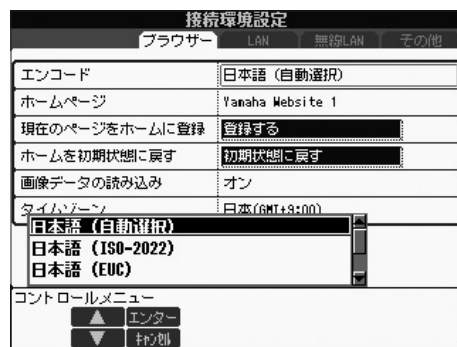 接続環境設定
ブラウザー LAN 無線LAN その他
エンコード 日本語 (自動選択)
ホームページ Yamaha Website 1
現在のページをホームに登録 登録する
ホームを初期状態に戻す 初期状態に戻す
画像データの読み込み オン
タイムゾーン 日本(GMT+9:00)
日本語 (自動選択)
日本語 (ISO-2022)
日本語 (EUC)
コントロールメニュー
▲ エンター
▼ キャンセル